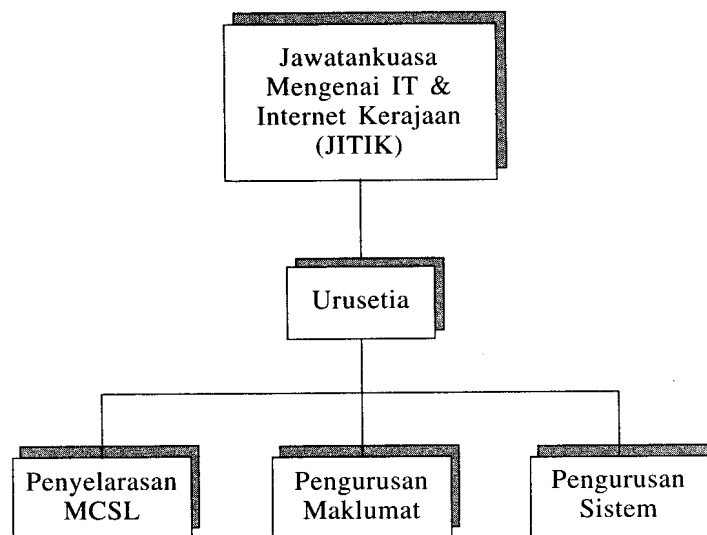 Jawatankuasa
Mengenai IT &
Internet Kerajaan
(JITIK)
Urusetia
Penyelarasan
MCSL
Pengurusan
Maklumat
Pengurusan
Sistem